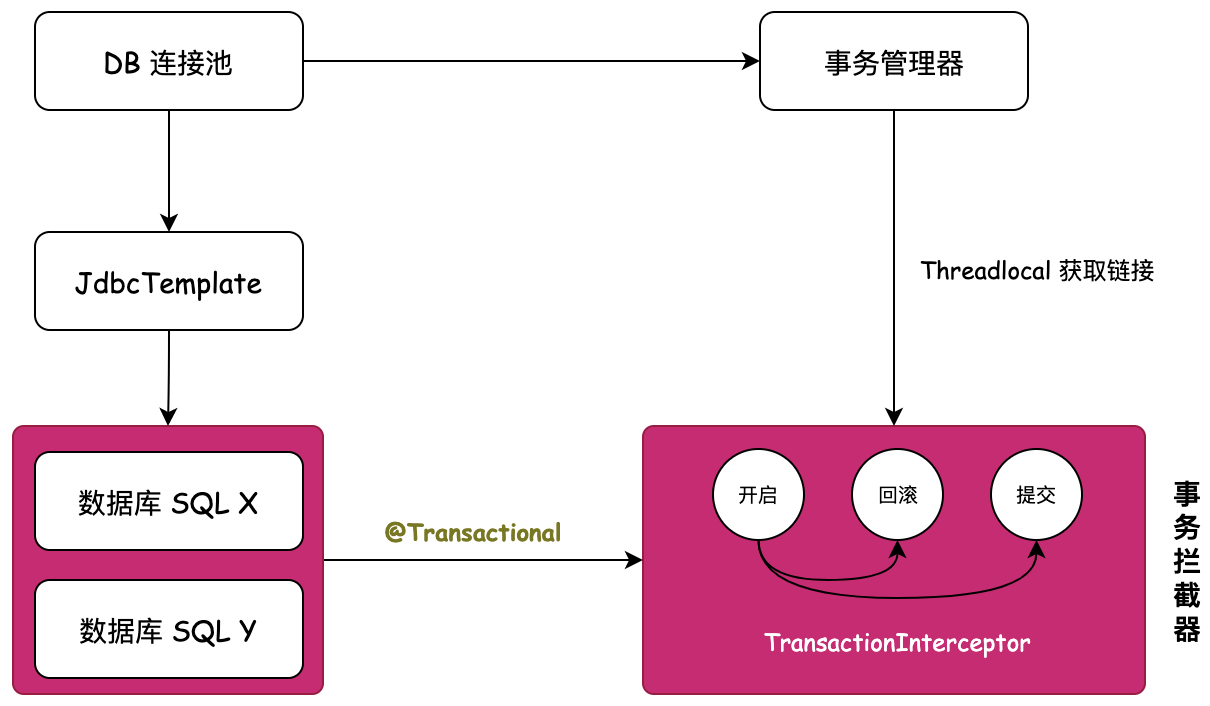 DB 连接池
事务管理器
JdbcTemplate
Threadlocal 获取链接
数据库 SQL X
数据库 SQL Y
@Transactional
开启
回滚
提交
TransactionInterceptor
事务拦截器